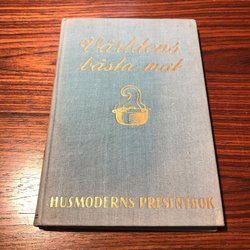 Världens
bästa mat
HUSMODERNS PRESENTBOK